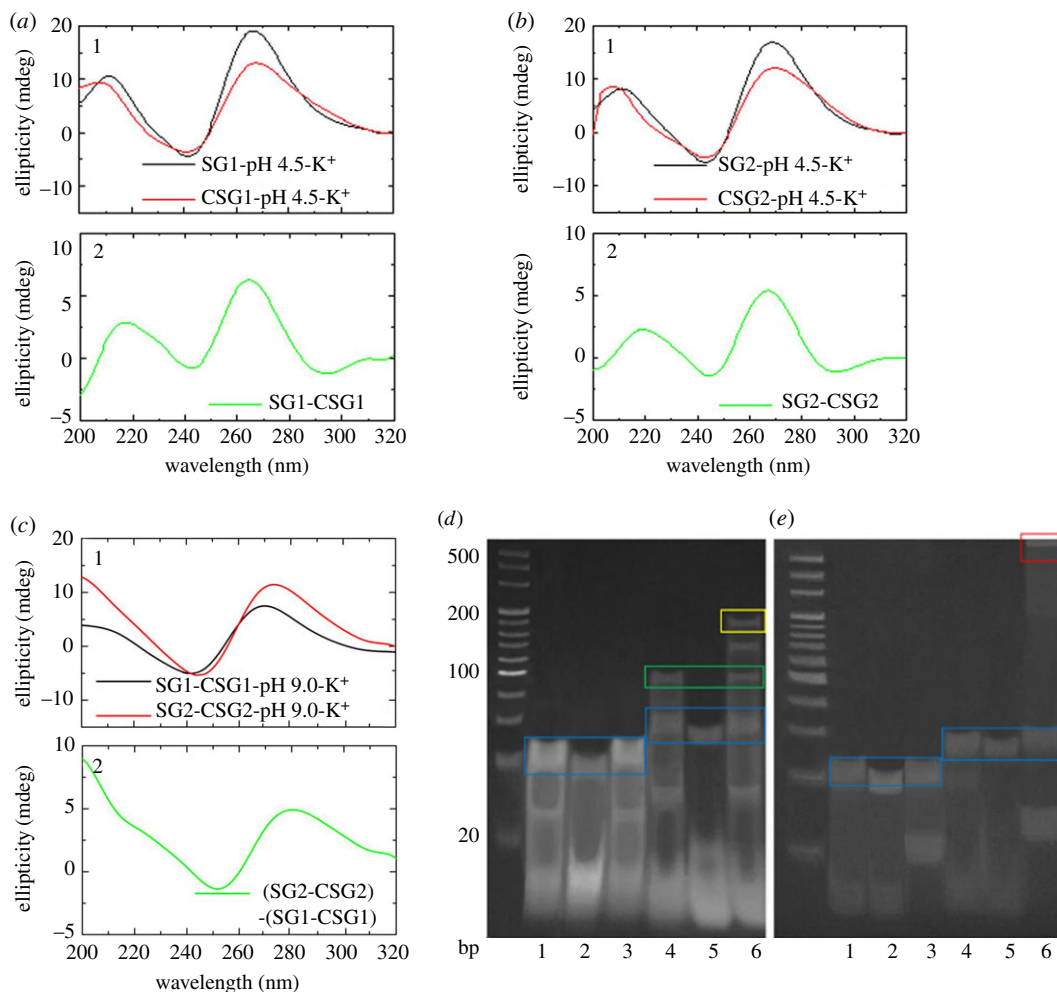 (a)
20
10
0
–10
ellipticity (mdeg)
1
SG1-pH 4.5-K+
CSG1-pH 4.5-K+
10
5
0
–5
ellipticity (mdeg)
2
SG1-CSG1
200 220 240 260 280 300 320
wavelength (nm)
(b)
20
10
0
–10
ellipticity (mdeg)
1
SG2-pH 4.5-K+
CSG2-pH 4.5-K+
10
5
0
–5
ellipticity (mdeg)
2
SG2-CSG2
200 220 240 260 280 300 320
wavelength (nm)
(c)
20
10
0
–10
ellipticity (mdeg)
1
SG1-CSG1-pH 9.0-K+
SG2-CSG2-pH 9.0-K+
10
5
0
–5
ellipticity (mdeg)
2
(SG2-CSG2)
-(SG1-CSG1)
200 220 240 260 280 300 320
wavelength (nm)
(d)
500
200
100
20
bp 1 2 3 4 5 6
(e)
1 2 3 4 5 6